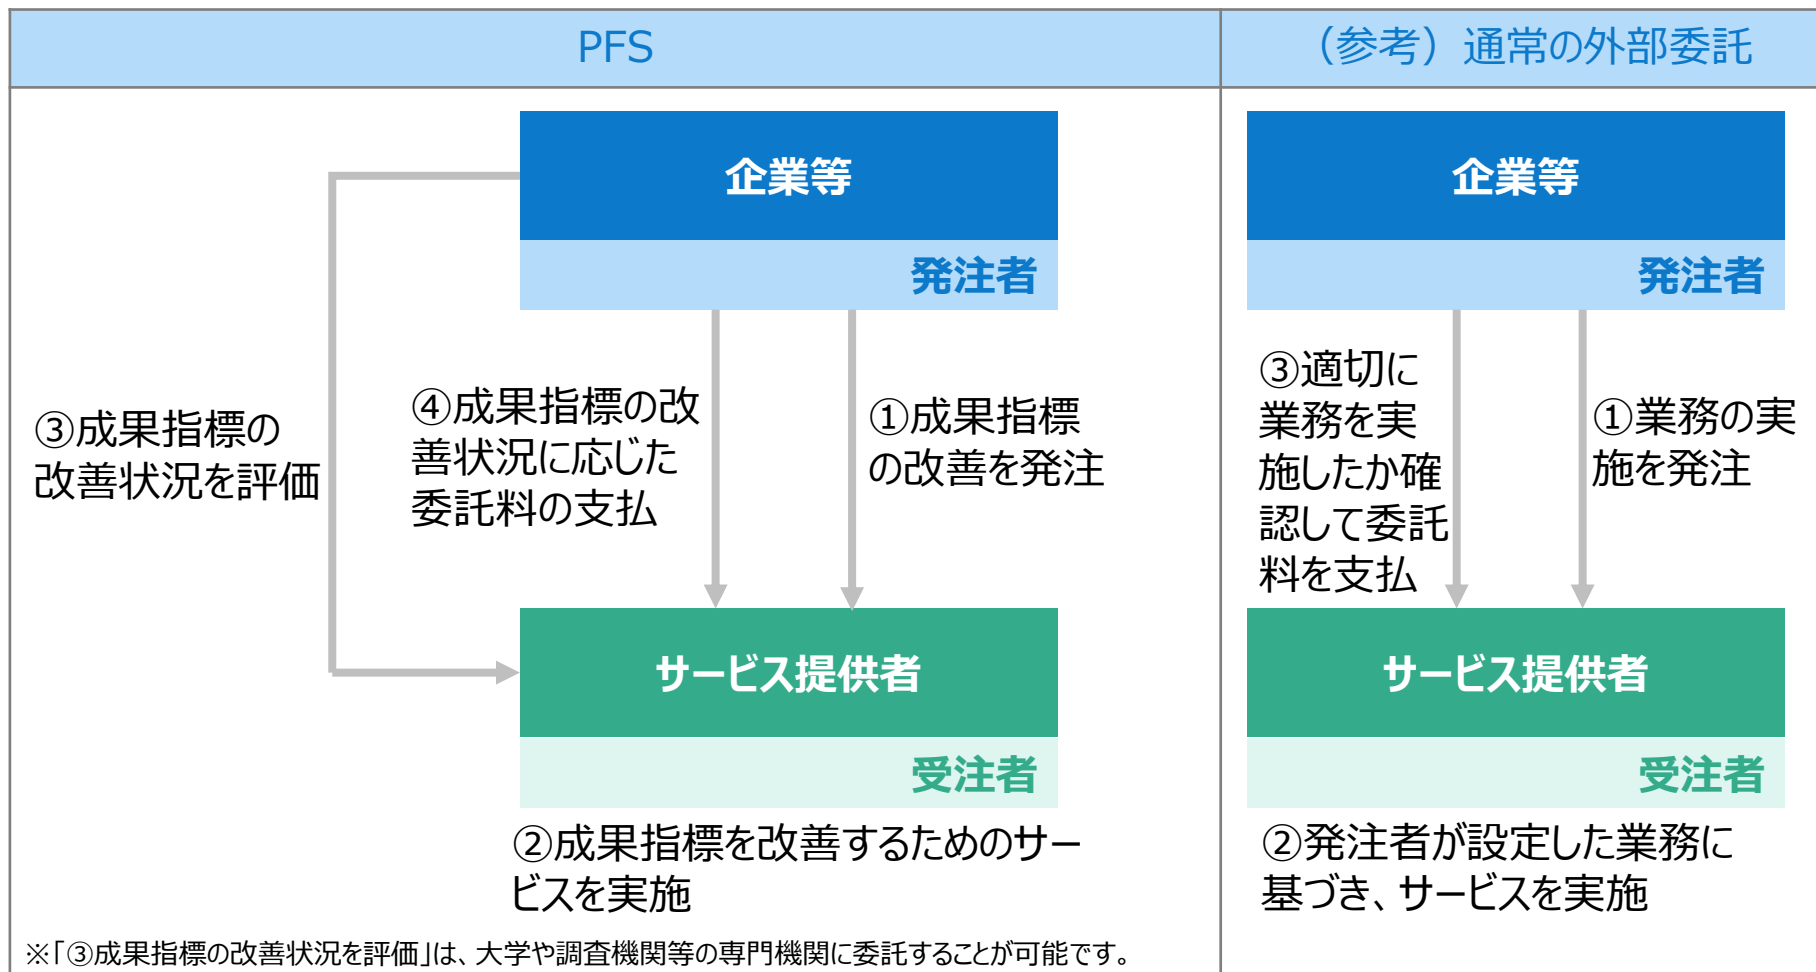 PFS
（参考）通常の外部委託
企業等
発注者
③成果指標の
改善状況を評価
④成果指標の改
善状況に応じた
委託料の支払
①成果指標
の改善を発注
サービス提供者
受注者
②成果指標を改善するためのサー
ビスを実施
※「③成果指標の改善状況を評価」は、大学や調査機関等の専門機関に委託することが可能です。
企業等
発注者
③適切に
業務を実
施したか確
認して委託
料を支払
①業務の実
施を発注
サービス提供者
受注者
②発注者が設定した業務に
基づき、サービスを実施